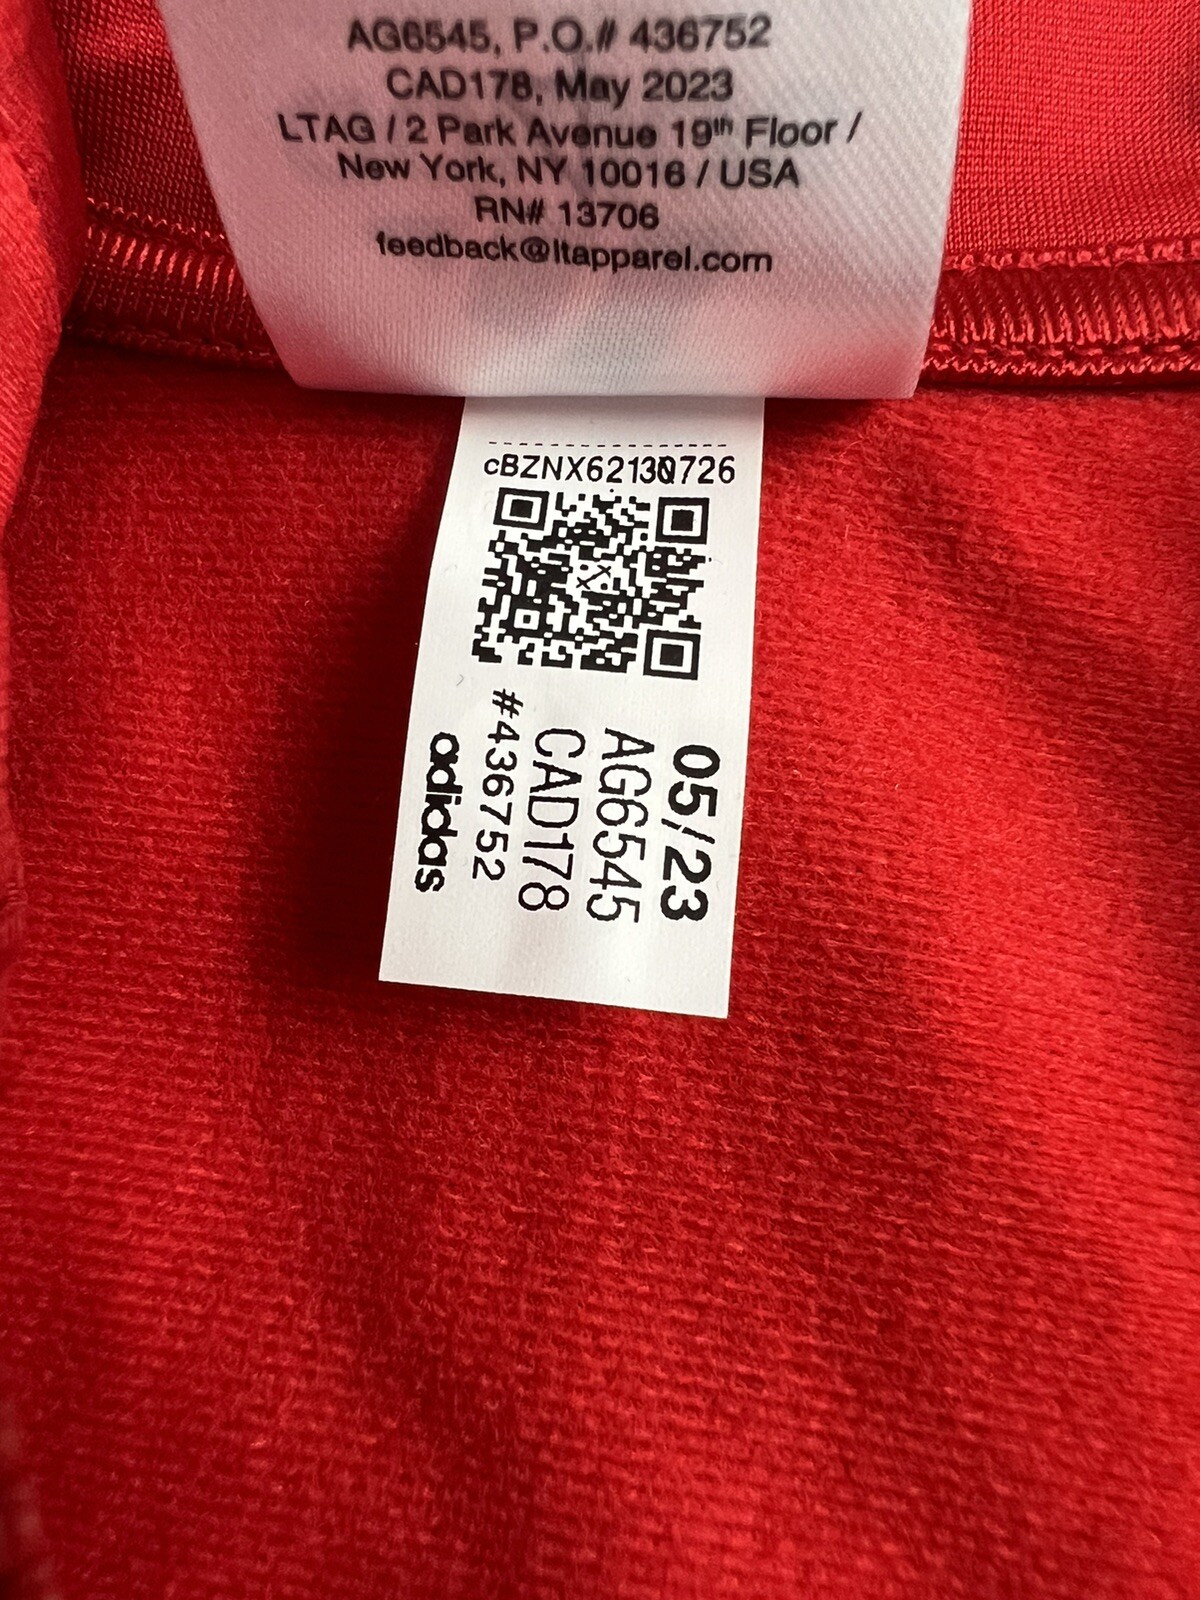 AG6545, P.O.# 436752
CAD178, May 2023
LTAG / 2 Park Avenue 19th Floor /
New York, NY 10016 / USA
RN# 13706
feedback@ltapparel.com
cBZNX62130726
05/23
AG6545
CAD178
#436752
adidas